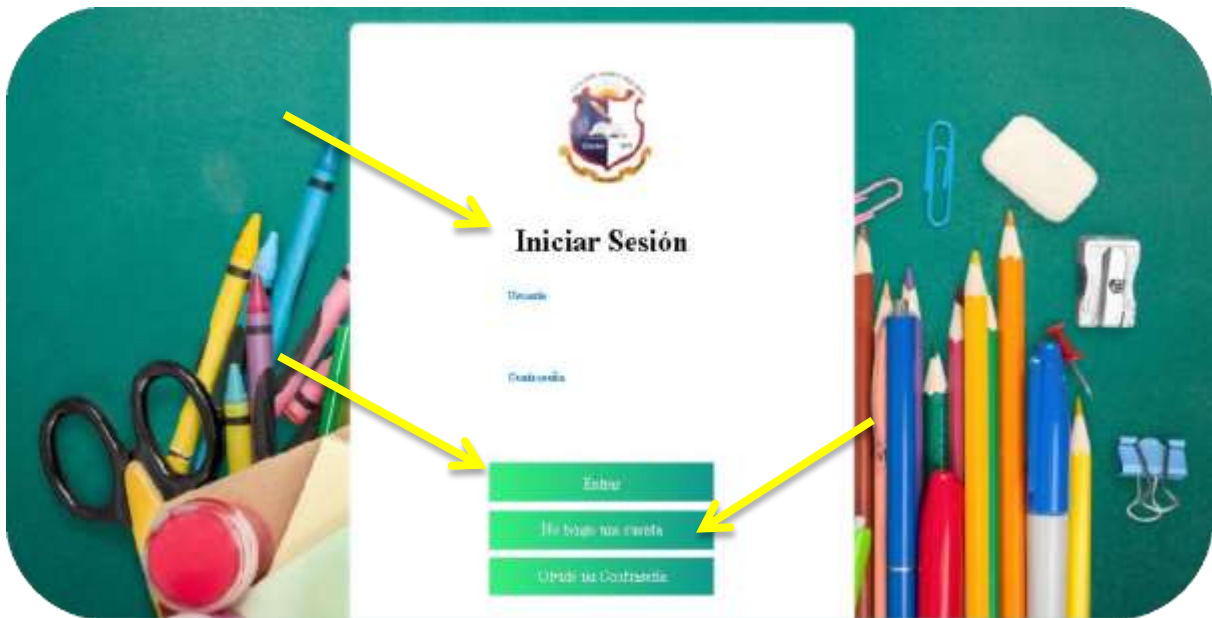 Iniciar Sesión
Usuario
Contraseña
Entrar
No tengo una cuenta
Olvidé mi Contraseña